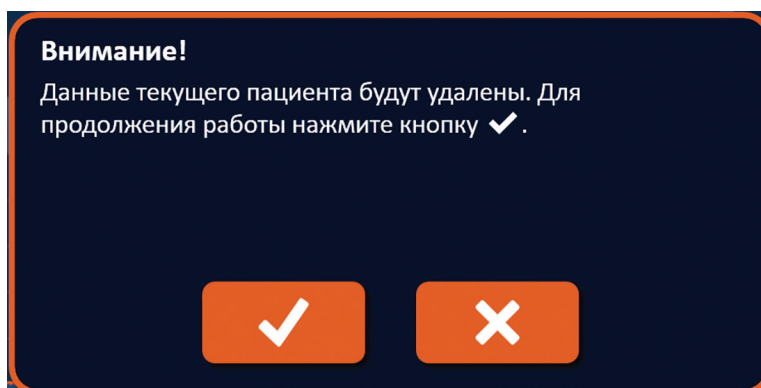 Внимание!
Данные текущего пациента будут удалены. Для
продолжения работы нажмите кнопку ✔.